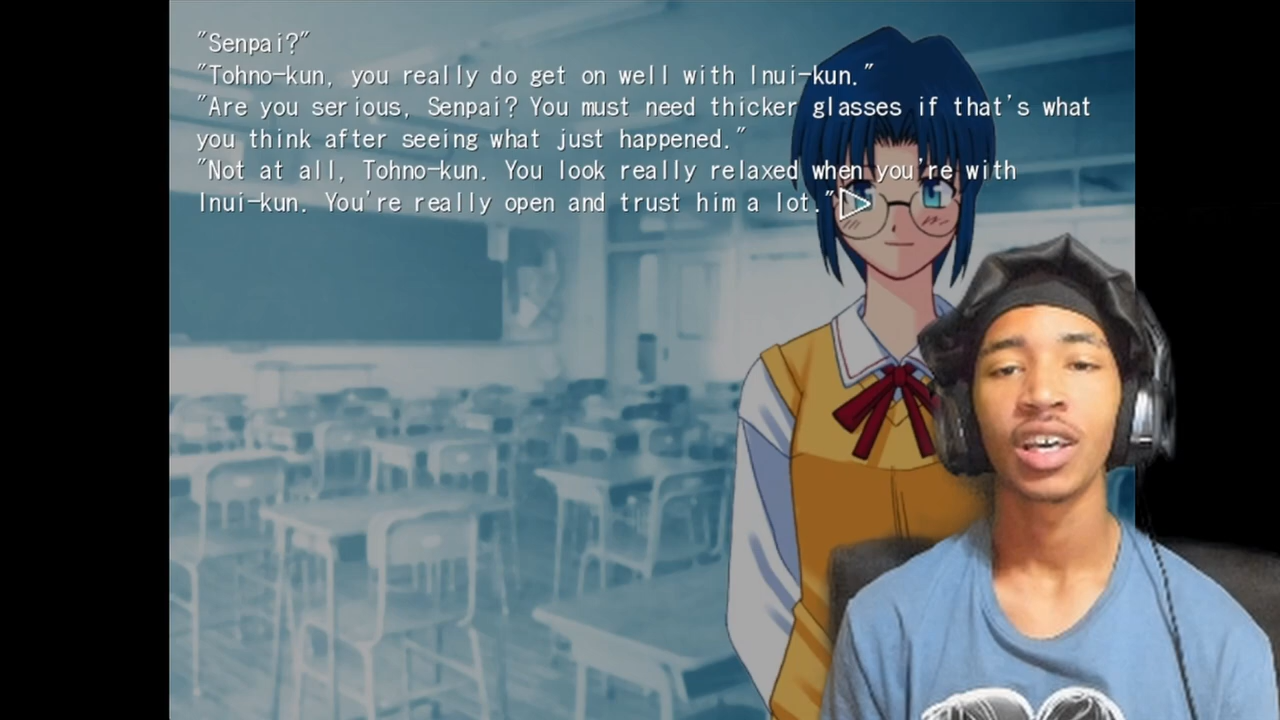 "Senpai?"
"Tohno-kun, you really do get on well with Inui-kun."
"Are you serious, Senpai? You must need thicker glasses if that's what
you think after seeing what just happened."
"Not at all, Tohno-kun. You look really relaxed when you're with
Inui-kun. You're really open and trust him a lot."